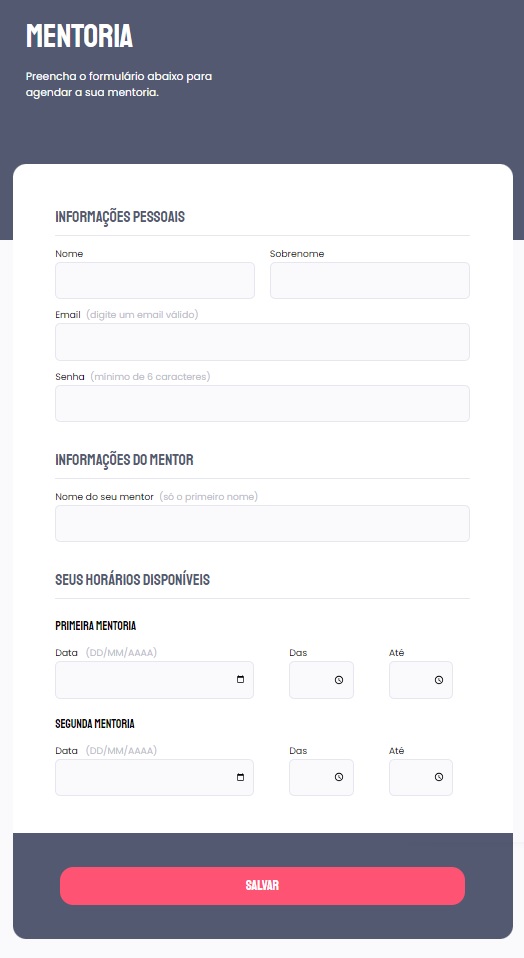 MENTORIA
Preencha o formulário abaixo para
agendar a sua mentoria.
INFORMAÇÕES PESSOAIS
Nome Sobrenome
Email (digite um email válido)
Senha (mínimo de 6 caracteres)
INFORMAÇÕES DO MENTOR
Nome do seu mentor (só o primeiro nome)
SEUS HORÁRIOS DISPONÍVEIS
PRIMEIRA MENTORIA
Data (DD/MM/AAAA) Das Até
SEGUNDA MENTORIA
Data (DD/MM/AAAA) Das Até
SALVAR